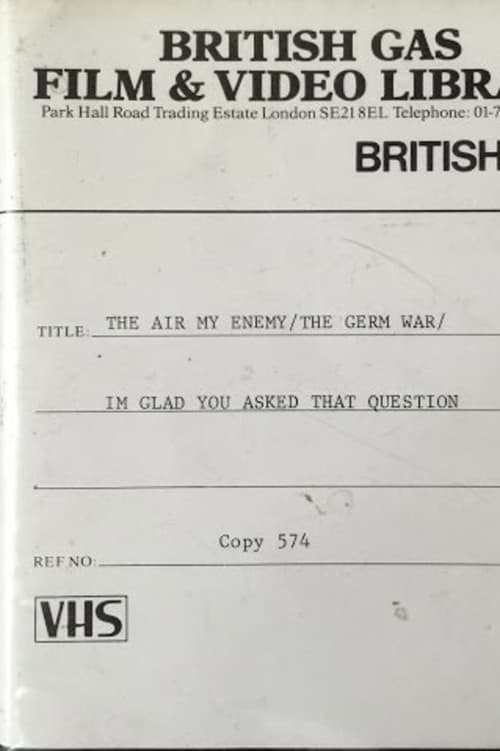 BRITISH GAS
FILM & VIDEO LIBRA
Park Hall Road Trading Estate London SE21 8EL Telephone: 01-7
BRITISH
TITLE: THE AIR MY ENEMY/THE GERM WAR/
IM GLAD YOU ASKED THAT QUESTION
Copy 574
REF NO:
VHS